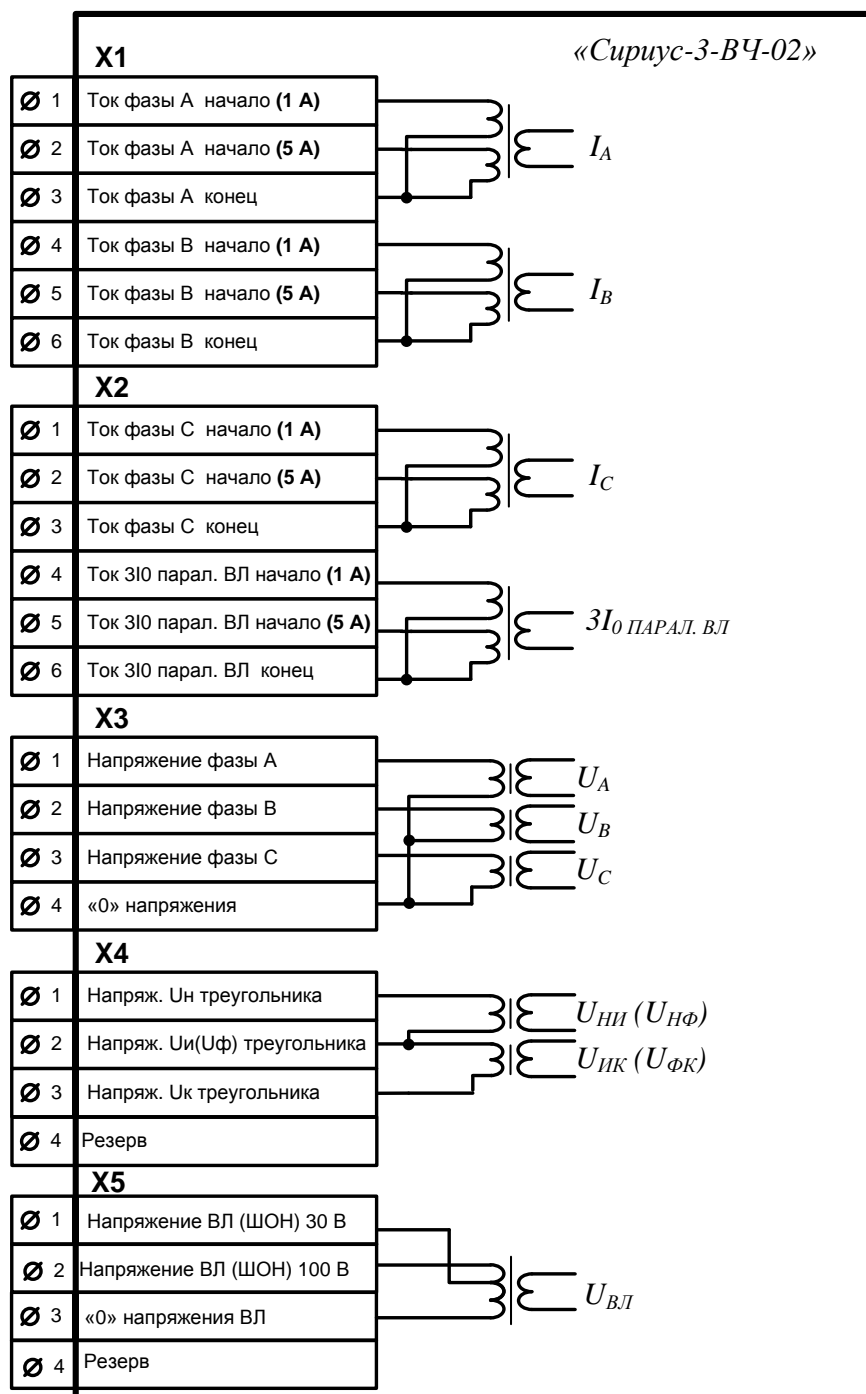 «Сириус-3-ВЧ-02»
X1
1 Ток фазы А начало (1 А)
2 Ток фазы А начало (5 А)
3 Ток фазы А конец
IA
4 Ток фазы В начало (1 А)
5 Ток фазы В начало (5 А)
6 Ток фазы В конец
IB
X2
1 Ток фазы С начало (1 А)
2 Ток фазы С начало (5 А)
3 Ток фазы С конец
IC
4 Ток 3I0 парал. ВЛ начало (1 А)
5 Ток 3I0 парал. ВЛ начало (5 А)
6 Ток 3I0 парал. ВЛ конец
3I0 ПАРАЛ. ВЛ
X3
1 Напряжение фазы А
2 Напряжение фазы В
3 Напряжение фазы С
4 «0» напряжения
UA
UB
UC
X4
1 Напряж. Uн треугольника
2 Напряж. Uи(Uф) треугольника
3 Напряж. Uк треугольника
4 Резерв
UНИ (UНФ)
UИК (UФК)
X5
1 Напряжение ВЛ (ШОН) 30 В
2 Напряжение ВЛ (ШОН) 100 В
3 «0» напряжения ВЛ
4 Резерв
UВЛ